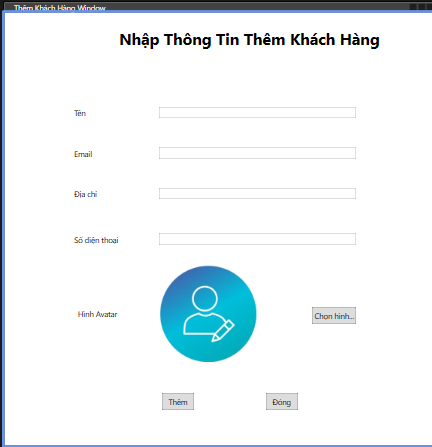 Thêm Khách Hàng Window
Nhập Thông Tin Thêm Khách Hàng
Tên
Email
Địa chỉ
Số điện thoại
Hình Avatar
Chọn hình...
Thêm
Đóng